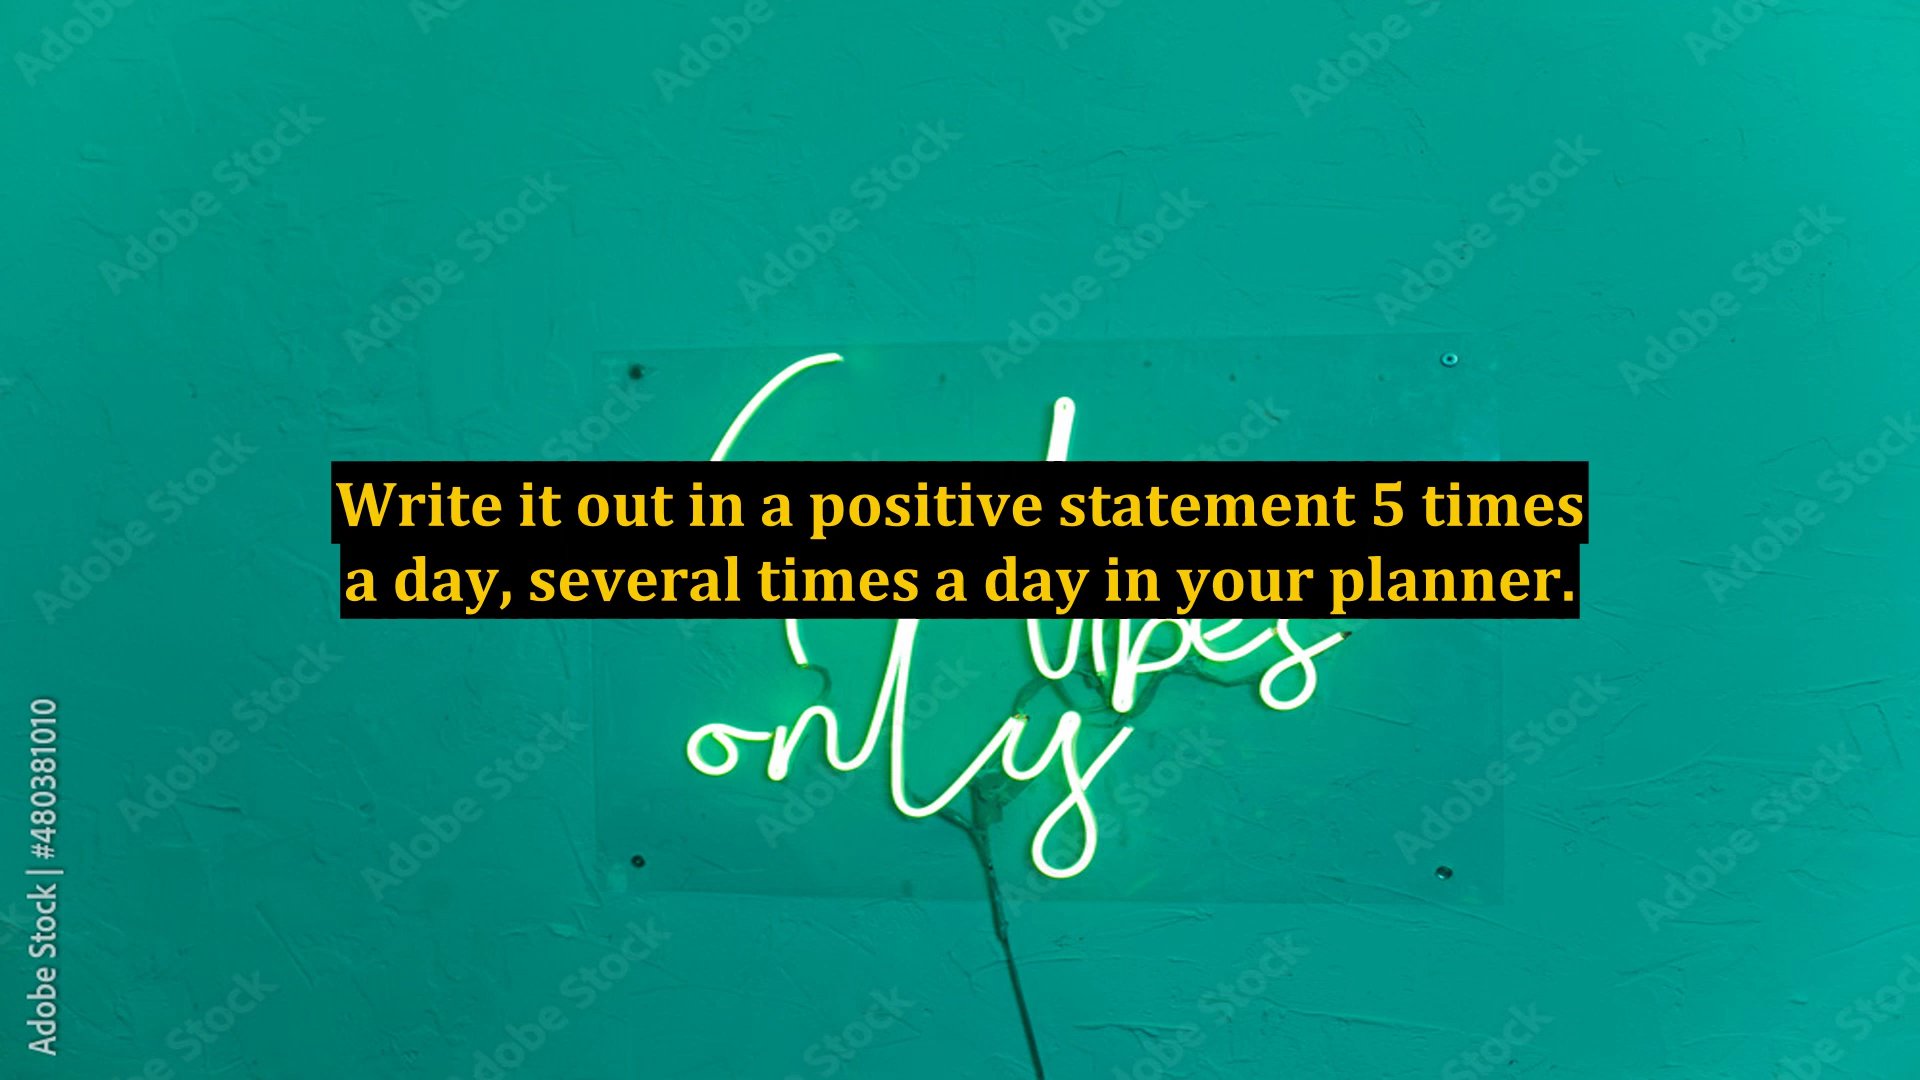 Write it out in a positive statement 5 times
a day, several times a day in your planner.
vibes
only
Adobe Stock | #480381010